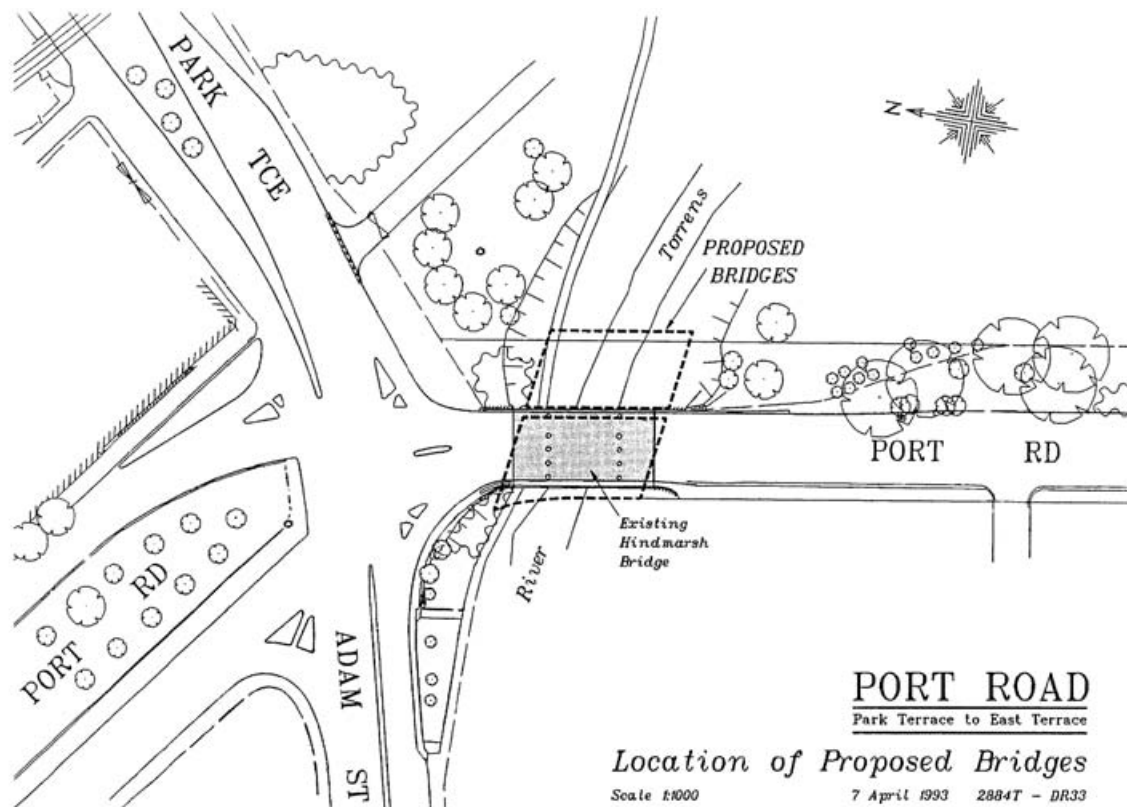 PARK
TCE
N
Torrens
PROPOSED
BRIDGES
PORT RD
Existing
Hindmarsh
Bridge
River
PORT RD
ADAM ST
PORT ROAD
Park Terrace to East Terrace
Location of Proposed Bridges
Scale 1:1000 7 April 1993 2884T - DR33